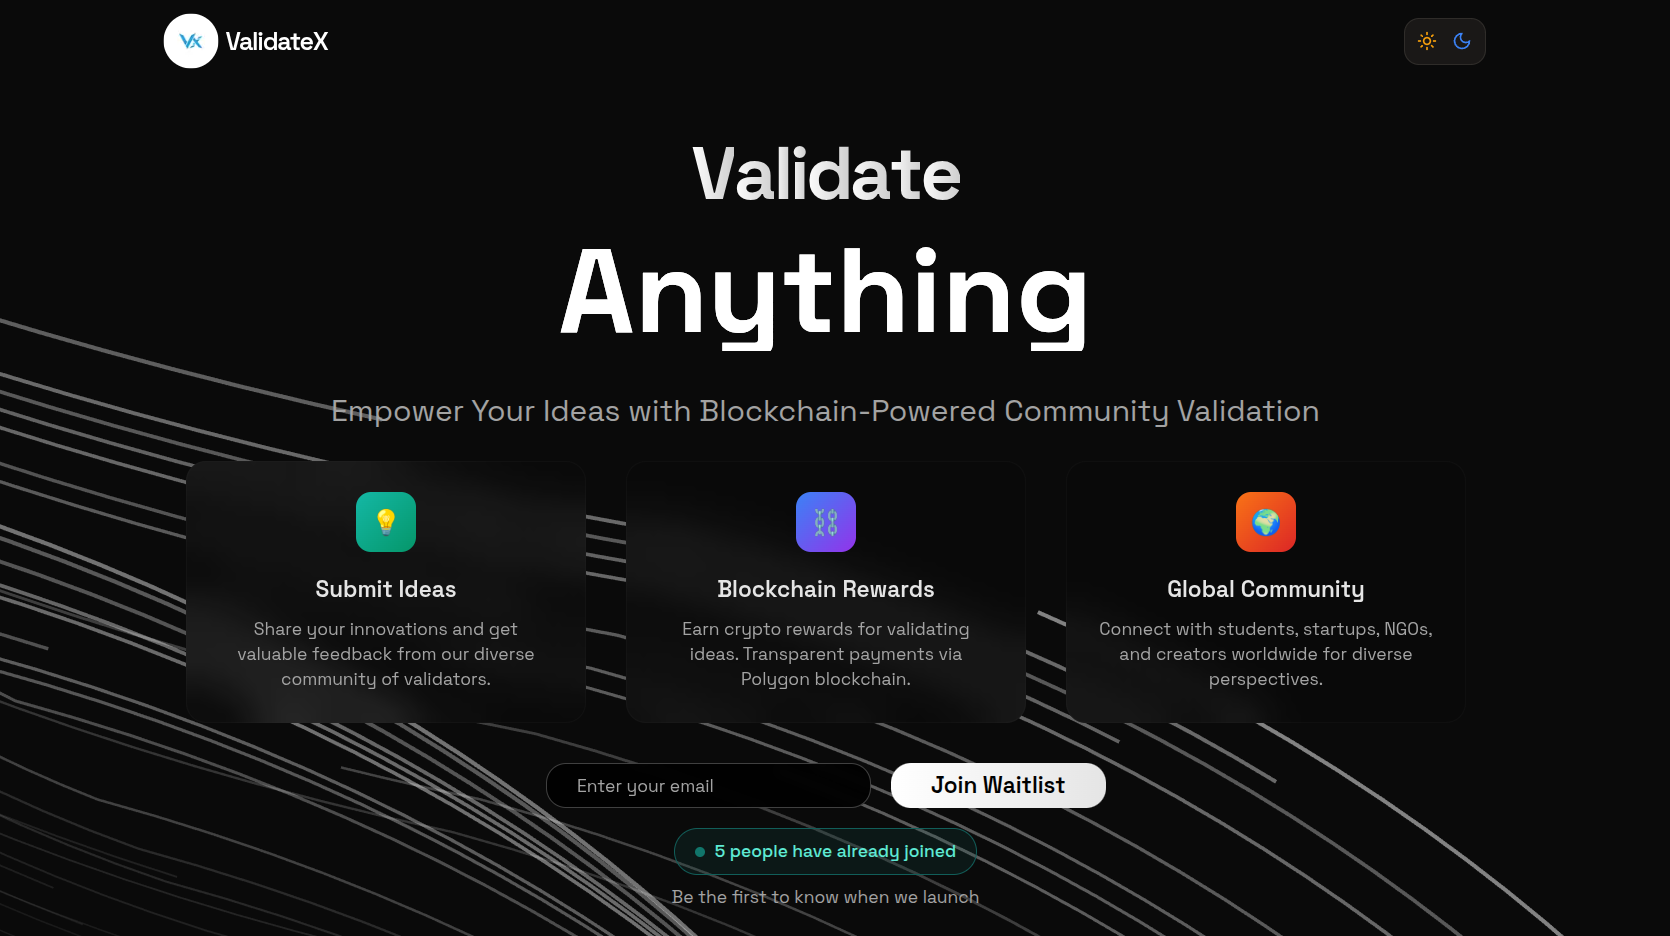 Vx ValidateX
Validate
Anything
Empower Your Ideas with Blockchain-Powered Community Validation
Submit Ideas
Share your innovations and get
valuable feedback from our diverse
community of validators.
Blockchain Rewards
Earn crypto rewards for validating
ideas. Transparent payments via
Polygon blockchain.
Global Community
Connect with students, startups, NGOs,
and creators worldwide for diverse
perspectives.
Enter your email
Join Waitlist
5 people have already joined
Be the first to know when we launch